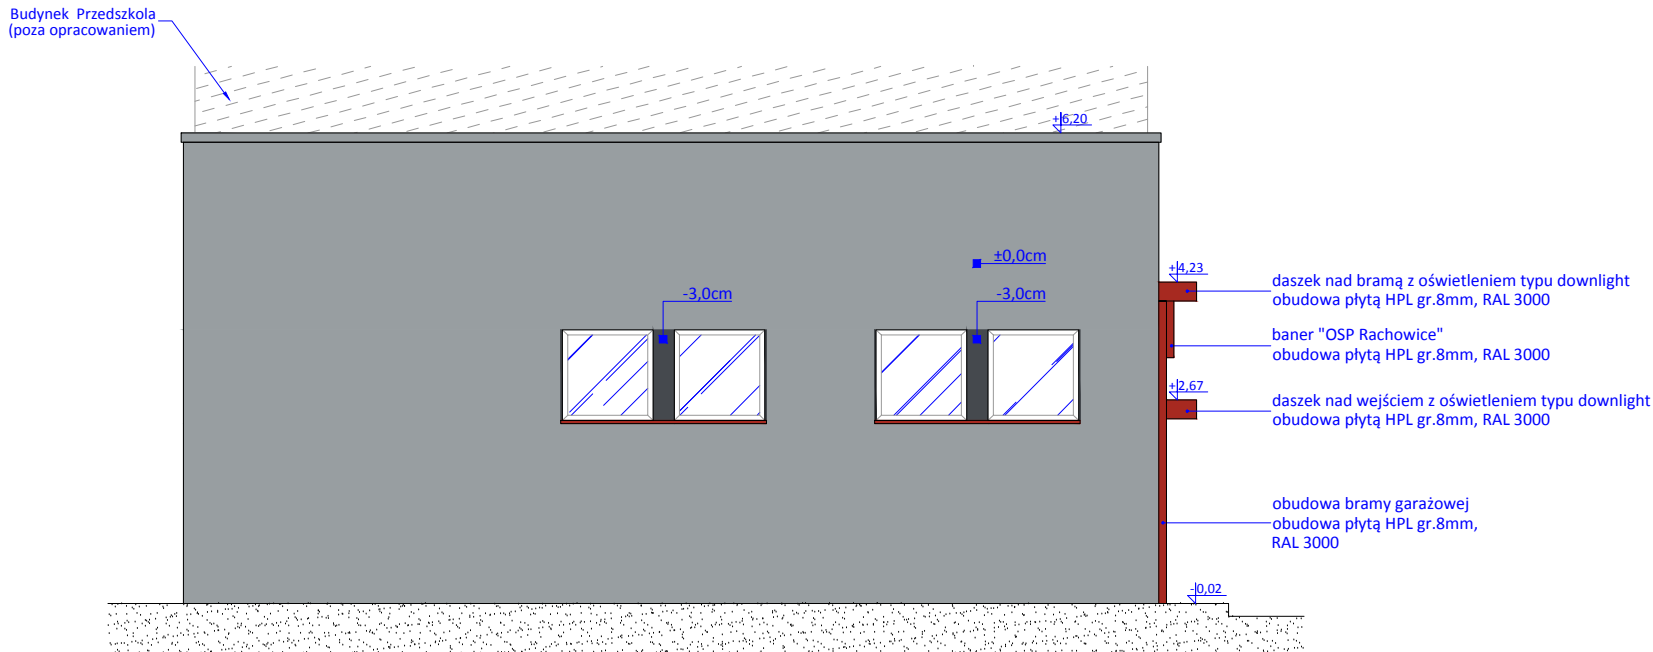 Budynek Przedszkola
(poza opracowaniem)
+6,20
±0,0cm
-3,0cm
-3,0cm
+4,23
daszek nad bramą z oświetleniem typu downlight
obudowa płytą HPL gr.8mm, RAL 3000
baner "OSP Rachowice"
obudowa płytą HPL gr.8mm, RAL 3000
+2,67
daszek nad wejściem z oświetleniem typu downlight
obudowa płytą HPL gr.8mm, RAL 3000
obudowa bramy garażowej
obudowa płytą HPL gr.8mm,
RAL 3000
-0,02